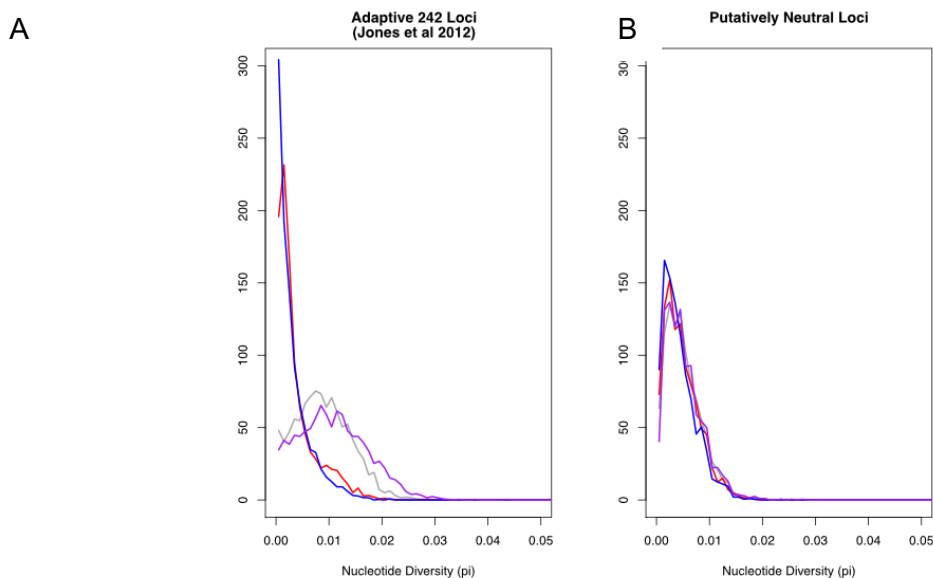 A
Adaptive 242 Loci
(Jones et al 2012)
300
250
200
150
100
50
0
0.00 0.01 0.02 0.03 0.04 0.05
Nucleotide Diversity (pi)
B
Putatively Neutral Loci
30
250
200
150
100
50
0
0.00 0.01 0.02 0.03 0.04 0.05
Nucleotide Diversity (pi)